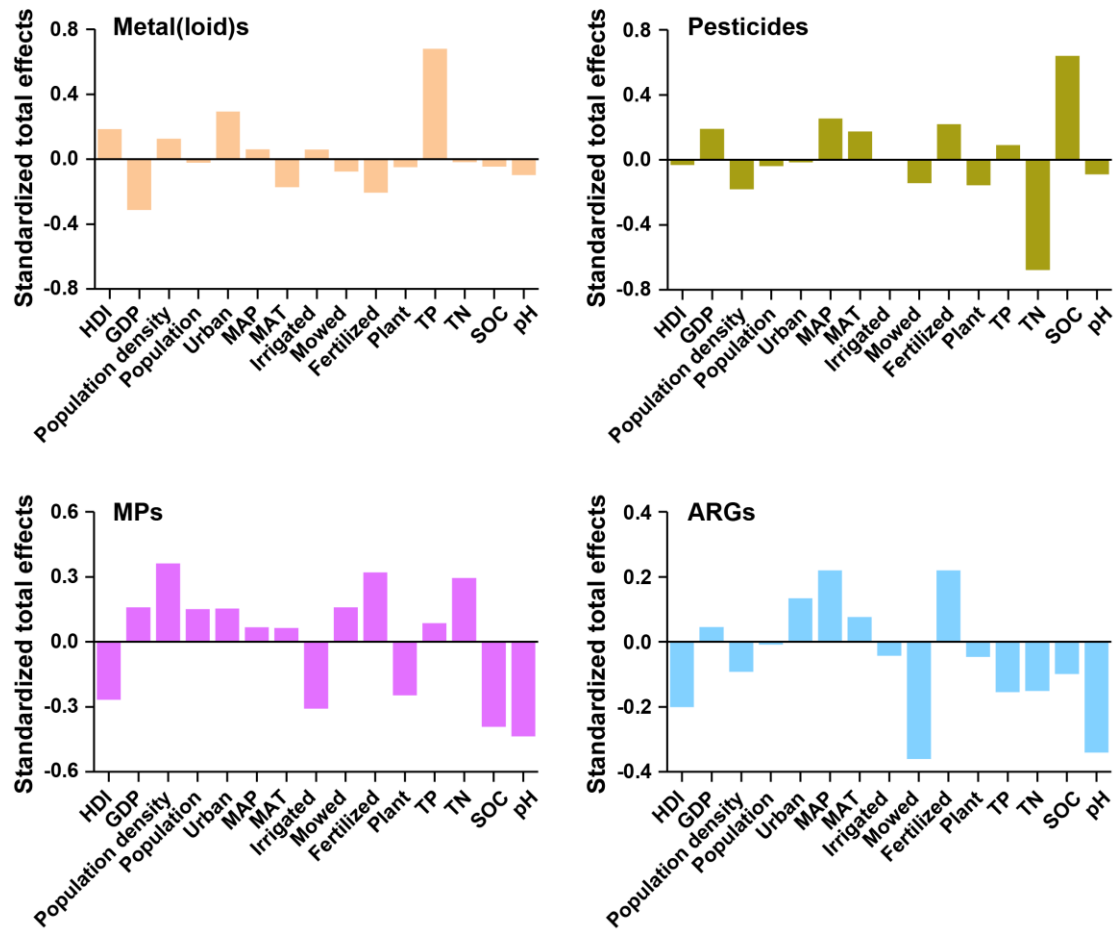 Metal(loid)s
Standardized total effects
0.8
0.4
0.0
-0.4
-0.8
HDI
GDP
Population density
Population
Urban
MAP
MAT
Irrigated
Mowed
Fertilized
Plant
TP
TN
SOC
pH
Pesticides
Standardized total effects
0.8
0.4
0.0
-0.4
-0.8
HDI
GDP
Population density
Population
Urban
MAP
MAT
Irrigated
Mowed
Fertilized
Plant
TP
TN
SOC
pH
MPs
Standardized total effects
0.6
0.3
0.0
-0.3
-0.6
HDI
GDP
Population density
Population
Urban
MAP
MAT
Irrigated
Mowed
Fertilized
Plant
TP
TN
SOC
pH
ARGs
Standardized total effects
0.4
0.2
0.0
-0.2
-0.4
HDI
GDP
Population density
Population
Urban
MAP
MAT
Irrigated
Mowed
Fertilized
Plant
TP
TN
SOC
pH